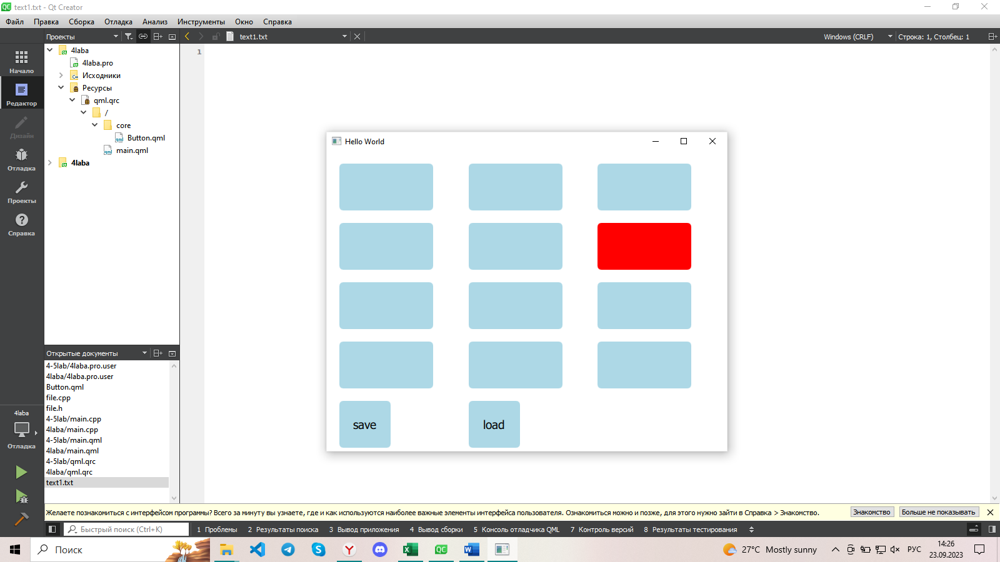 text1.txt - Qt Creator
Файл Правка Сборка Отладка Анализ Инструменты Окно Справка
Проекты
text1.txt
Windows (CRLF)
Строка: 1, Столбец: 1
Начало
Редактор
Дизайн
Отладка
Проекты
Справка
4laba
4laba.pro
Исходники
Ресурсы
qml.qrc
/
core
Button.qml
main.qml
4laba
1
Hello World
save
load
Открытые документы
4-5lab/4laba.pro.user
4laba/4laba.pro.user
Button.qml
file.cpp
file.h
4-5lab/main.cpp
4laba/main.cpp
4-5lab/main.qml
4laba/main.qml
4-5lab/qml.qrc
4laba/qml.qrc
text1.txt
4laba
Отладка
Желаете познакомиться с интерфейсом программы? Всего за минуту вы узнаете, где и как используются наиболее важные элементы интерфейса пользователя. Ознакомиться можно и позже, для этого нужно зайти в Справка > Знакомство.
Знакомство
Больше не показывать
Быстрый поиск (Ctrl+K)
1 Проблемы 2 Результаты поиска 3 Вывод приложения 4 Вывод сборки 5 Консоль отладчика QML 7 Контроль версий 8 Результаты тестирования
Поиск
27°C Mostly sunny
РУС
14:26
23.09.2023